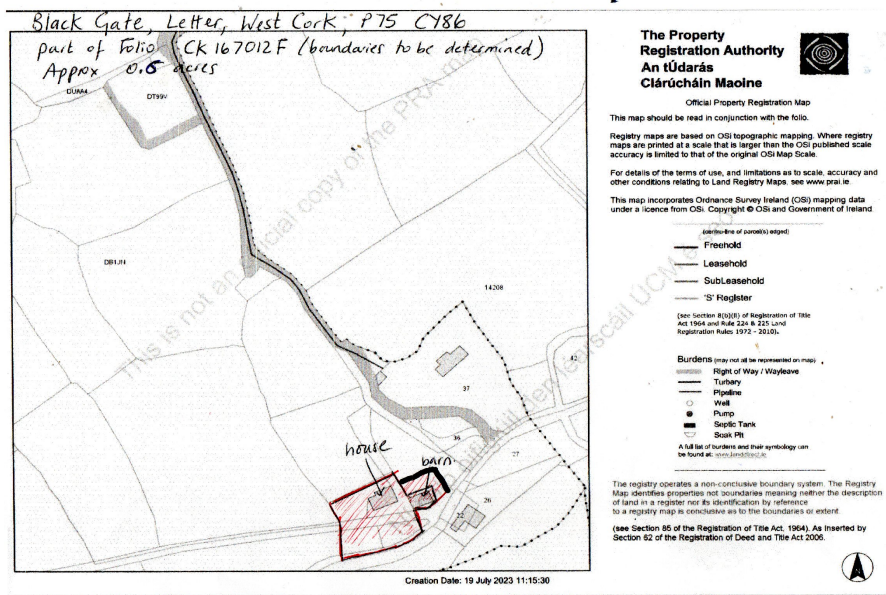 Black Gate, Letter, West Cork, P75 CY86
part of Folio CK167012F (boundaries to be determined)
Approx 0.5 acres
DT99V
DB1JN
14208
42
37
36
27
26
22
house
barn
This is not an official copy of the PRA map
Creation Date: 19 July 2023 11:15:30
The Property
Registration Authority
An tÚdarás
Clárúcháin Maoine
Official Property Registration Map
This map should be read in conjunction with the folio.
Registry maps are based on OSi topographic mapping. Where registry
maps are printed at a scale that is larger than the OSi published scale
accuracy is limited to that of the original OSi Map Scale.
For details of the terms of use, and limitations as to scale, accuracy and
other conditions relating to Land Registry Maps. see www.prai.ie.
This map incorporates Ordnance Survey Ireland (OSi) mapping data
under a licence from OSi. Copyright © OSi and Government of Ireland.
(centre-line of parcel(s) edged)
Freehold
Leasehold
SubLeasehold
'S' Register
(see Section 8(b)(ii) of Registration of Title
Act 1964 and Rule 224 & 225 Land
Registration Rules 1972 - 2010).
Burdens (may not all be represented on map)
Right of Way / Wayleave
Turbary
Pipeline
Well
Pump
Septic Tank
Soak Pit
A full list of burdens and their symbology can
be found at: www.landdirect.ie
The registry operates a non-conclusive boundary system. The Registry
Map identifies properties not boundaries meaning neither the description
of land in a register nor its identification by reference
to a registry map is conclusive as to the boundaries or extent.
(see Section 85 of the Registration of Title Act, 1964). As Inserted by
Section 62 of the Registration of Deed and Title Act 2006.